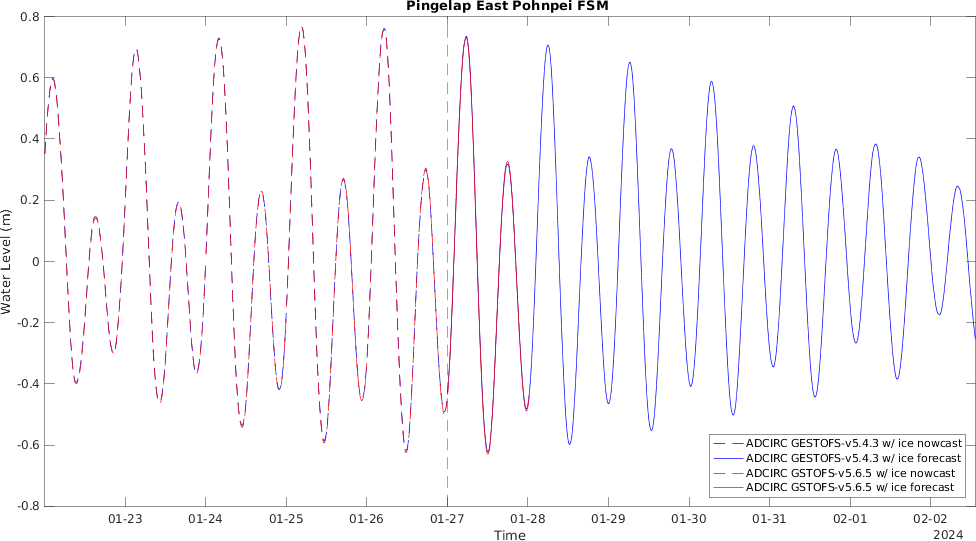 Pingelap East Pohnpei FSM
0.8
0.6
0.4
0.2
0
-0.2
-0.4
-0.6
-0.8
Water Level (m)
ADCIRC GESTOFS-v5.4.3 w/ ice nowcast
ADCIRC GESTOFS-v5.4.3 w/ ice forecast
ADCIRC GSTOFS-v5.6.5 w/ ice nowcast
ADCIRC GSTOFS-v5.6.5 w/ ice forecast
01-23 01-24 01-25 01-26 01-27 01-28 01-29 01-30 01-31 02-01 02-02
Time
2024